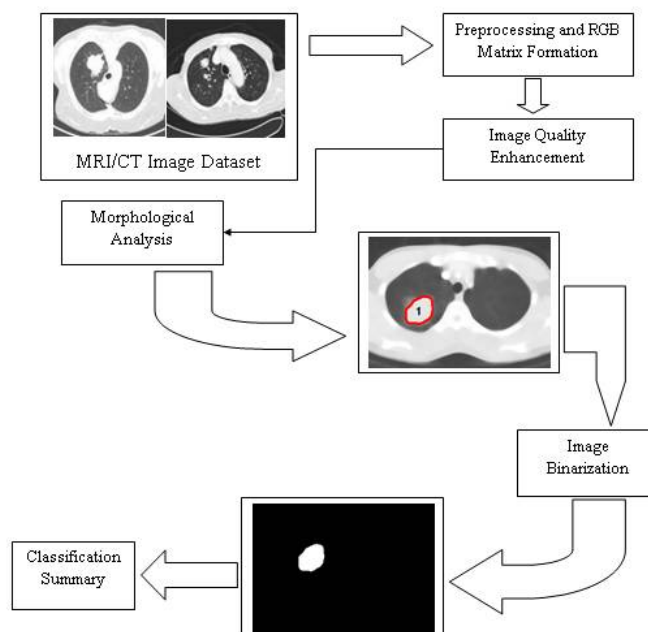 Preprocessing and RGB
Matrix Formation
MRI/CT Image Dataset
Image Quality
Enhancement
Morphological
Analysis
1
Image
Binarization
Classification
Summary